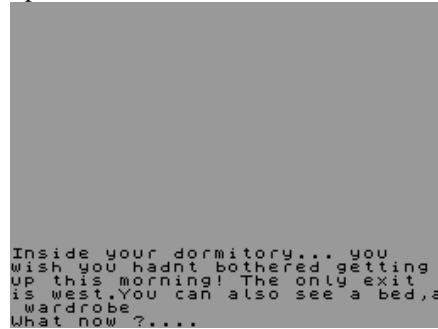 Inside your dormitory... you
wish you hadnt bothered getting
up this morning! The only exit
is west.You can also see a bed,a
 wardrobe
What now ?....